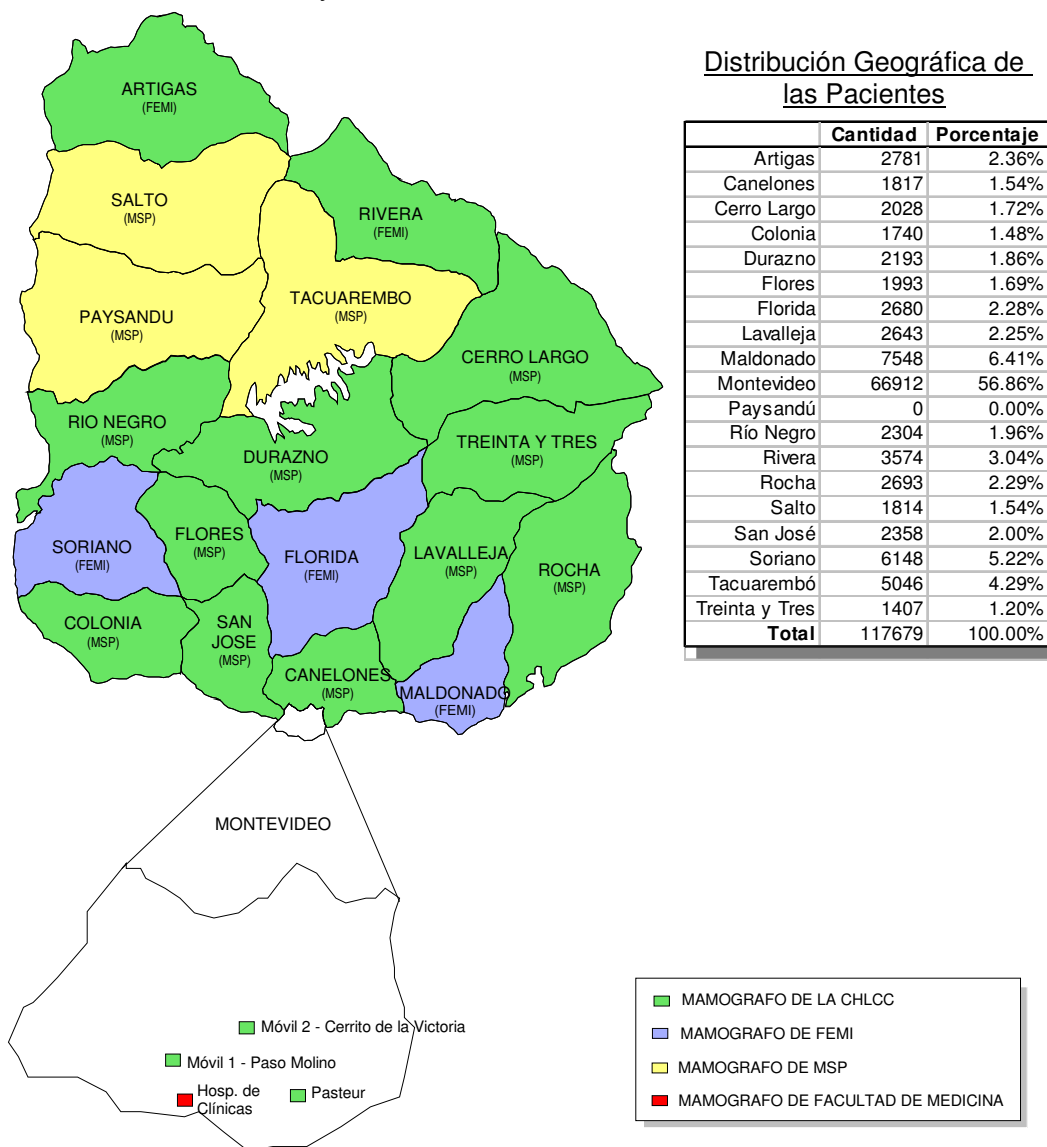 ARTIGAS
(FEMI)
SALTO
(MSP)
RIVERA
(FEMI)
PAYSANDU
(MSP)
TACUAREMBO
(MSP)
CERRO LARGO
(MSP)
RIO NEGRO
(MSP)
DURAZNO
(MSP)
TREINTA Y TRES
(MSP)
SORIANO
(FEMI)
FLORES
(MSP)
FLORIDA
(FEMI)
LAVALLEJA
(MSP)
ROCHA
(MSP)
COLONIA
(MSP)
SAN
JOSE
(MSP)
CANELONES
(MSP)
MALDONADO
(FEMI)
MONTEVIDEO
Móvil 2 - Cerrito de la Victoria
Móvil 1 - Paso Molino
Hosp. de
Clínicas
Pasteur
Distribución Geográfica de
las Pacientes
Cantidad Porcentaje
Artigas 2781 2.36%
Canelones 1817 1.54%
Cerro Largo 2028 1.72%
Colonia 1740 1.48%
Durazno 2193 1.86%
Flores 1993 1.69%
Florida 2680 2.28%
Lavalleja 2643 2.25%
Maldonado 7548 6.41%
Montevideo 66912 56.86%
Paysandú 0 0.00%
Río Negro 2304 1.96%
Rivera 3574 3.04%
Rocha 2693 2.29%
Salto 1814 1.54%
San José 2358 2.00%
Soriano 6148 5.22%
Tacuarembó 5046 4.29%
Treinta y Tres 1407 1.20%
Total 117679 100.00%
MAMOGRAFO DE LA CHLCC
MAMOGRAFO DE FEMI
MAMOGRAFO DE MSP
MAMOGRAFO DE FACULTAD DE MEDICINA